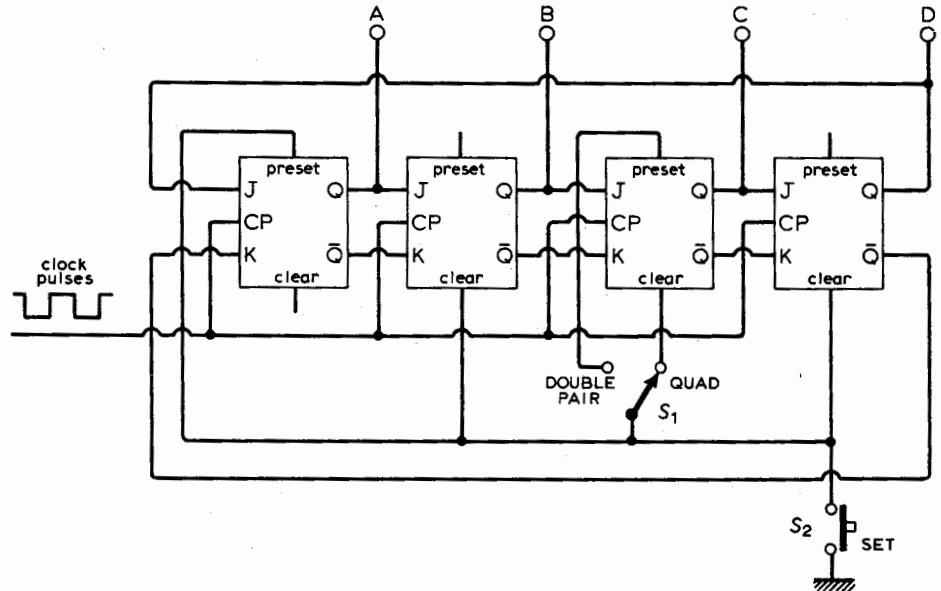 A B C D
preset preset preset preset
J Q J Q J Q J Q
CP CP CP CP
K Q̄ K Q̄ K Q̄ K Q̄
clear clear clear clear
clock
pulses
DOUBLE
PAIR
QUAD
S1
S2
SET